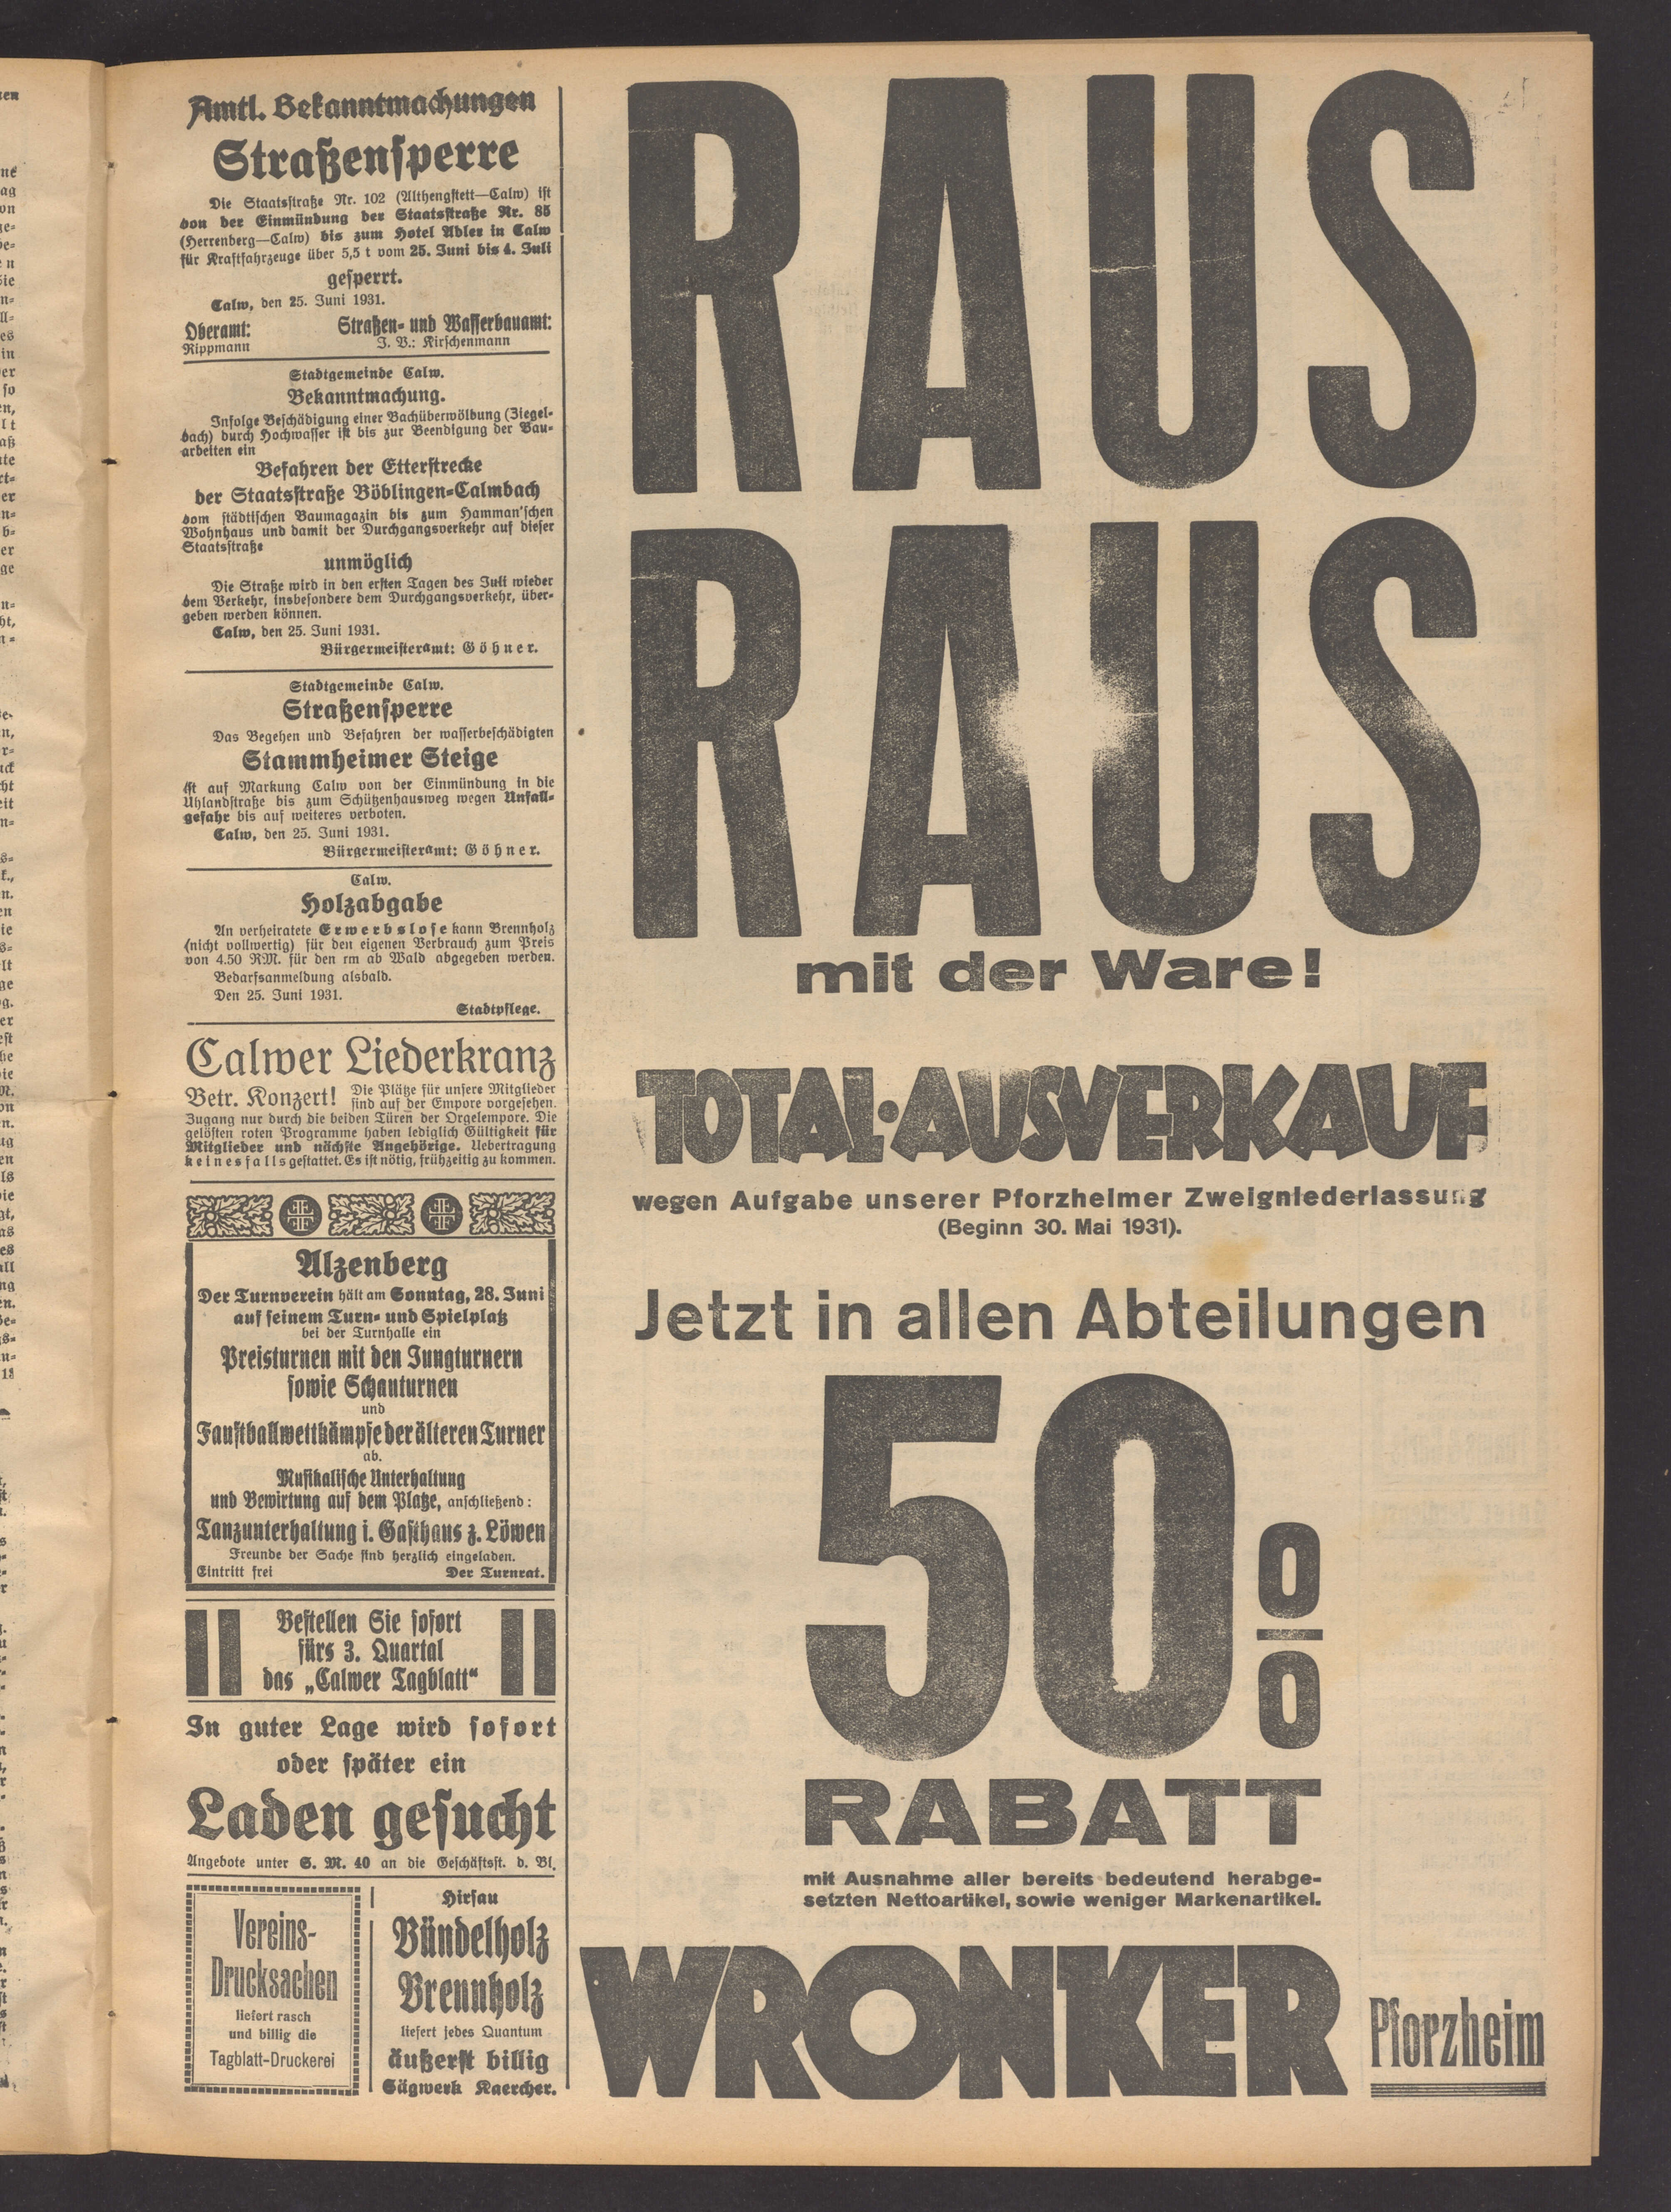 Amtl. Bekanntmachungen
Straßensperre
Die Staatsstraße Nr. 102 (Althengstett—Calw) ist
von der Einmündung der Staatsstraße Nr. 85
(Herrenberg—Calw) bis zum Hotel Adler in Calw
für Kraftfahrzeuge über 5,5 t vom 25. Juni bis 4. Juli
gesperrt.
Calw, den 25. Juni 1931.
Oberamt: Straßen- und Wasserbauamt:
Rippmann J. V.: Kirschenmann
Stadtgemeinde Calw.
Bekanntmachung.
Infolge Beschädigung einer Bachüberwölbung (Ziegel-
bach) durch Hochwasser ist bis zur Beendigung der Bau-
arbeiten ein
Befahren der Etterstrecke
der Staatsstraße Böblingen-Calmbach
vom städtischen Baumagazin bis zum Hamman'schen
Wohnhaus und damit der Durchgangsverkehr auf dieser
Staatsstraße
unmöglich
Die Straße wird in den ersten Tagen des Juli wieder
dem Verkehr, insbesondere dem Durchgangsverkehr, über-
geben werden können.
Calw, den 25. Juni 1931.
Bürgermeisteramt: Göhner.
Stadtgemeinde Calw.
Straßensperre
Das Begehen und Befahren der wasserbeschädigten
Stammheimer Steige
ist auf Markung Calw von der Einmündung in die
Uhlandstraße bis zum Schützenhausweg wegen Unfall-
gefahr bis auf weiteres verboten.
Calw, den 25. Juni 1931.
Bürgermeisteramt: Göhner.
Calw.
Holzabgabe
An verheiratete Erwerbslose kann Brennholz
(nicht vollwertig) für den eigenen Verbrauch zum Preis
von 4.50 RM. für den rm ab Wald abgegeben werden.
Bedarfsanmeldung alsbald.
Den 25. Juni 1931.
Stadtpflege.
Calwer Liederkranz
Betr. Konzert! Die Plätze für unsere Mitglieder
sind auf der Empore vorgesehen.
Zugang nur durch die beiden Türen der Orgelempore. Die
gelösten roten Programme haben lediglich Gültigkeit für
Mitglieder und nächste Angehörige. Uebertragung
keinesfalls gestattet. Es ist nötig, frühzeitig zu kommen.
Alzenberg
Der Turnverein hält am Sonntag, 28. Juni
auf seinem Turn- und Spielplatz
bei der Turnhalle ein
Preisturnen mit den Jungturnern
sowie Schauturnen
und
Faustballwettkämpfe der älteren Turner
ab.
Musikalische Unterhaltung
und Bewirtung auf dem Platze, anschließend:
Tanzunterhaltung i. Gasthaus z. Löwen
Freunde der Sache sind herzlich eingeladen.
Eintritt frei Der Turnrat.
Bestellen Sie sofort
fürs 3. Quartal
das „Calwer Tagblatt“
In guter Lage wird sofort
oder später ein
Laden gesucht
Angebote unter S. M. 40 an die Geschäftsst. d. Bl.
Vereins-
Drucksachen
liefert rasch
und billig die
Tagblatt-Druckerei
Hirsau
Bündelholz
Brennholz
liefert jedes Quantum
äußerst billig
Sägwerk Kaercher.
RAUS
RAUS
mit der Ware!
TOTAL·AUSVERKAUF
wegen Aufgabe unserer Pforzheimer Zweigniederlassung
(Beginn 30. Mai 1931).
Jetzt in allen Abteilungen
50%
RABATT
mit Ausnahme aller bereits bedeutend herabge-
setzten Nettoartikel, sowie weniger Markenartikel.
WRONKER Pforzheim